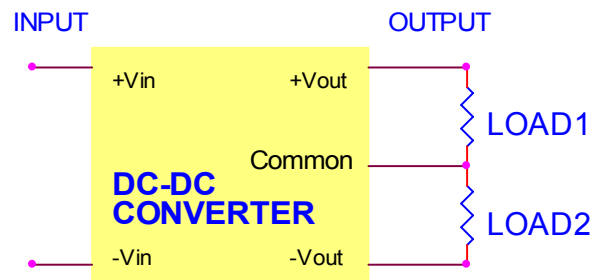 INPUT
OUTPUT
+Vin
+Vout
LOAD1
Common
DC-DC
CONVERTER
LOAD2
-Vin
-Vout